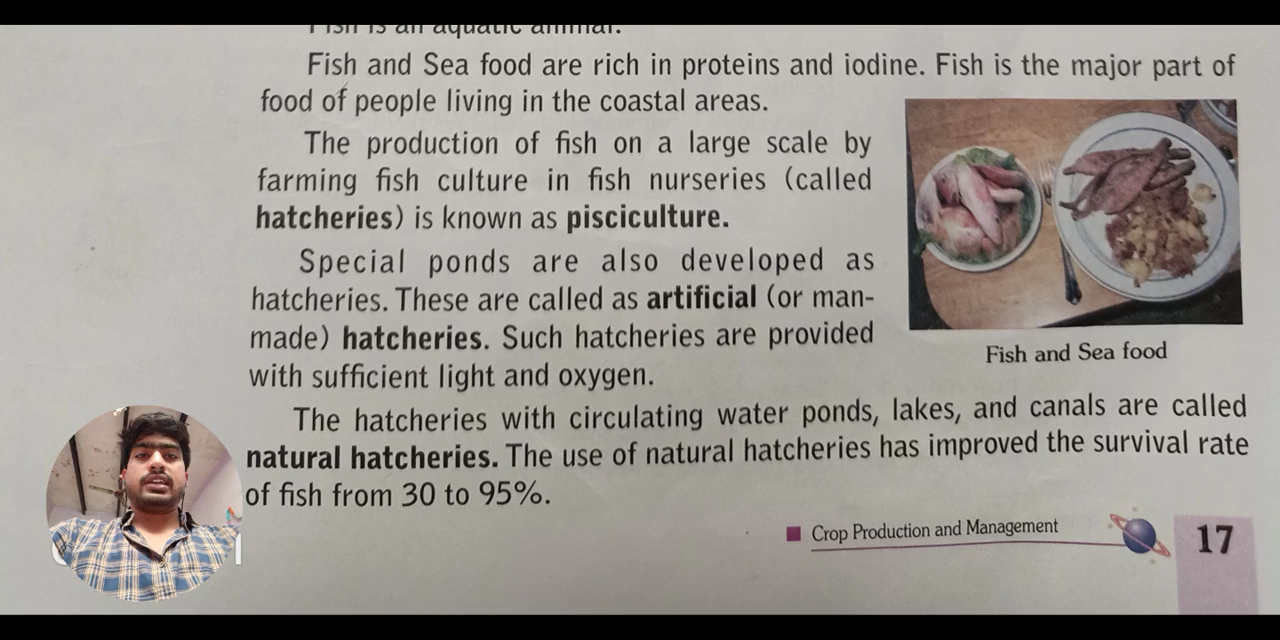 Fish is an aquatic animal.
Fish and Sea food are rich in proteins and iodine. Fish is the major part of
food of people living in the coastal areas.
The production of fish on a large scale by
farming fish culture in fish nurseries (called
hatcheries) is known as pisciculture.
Special ponds are also developed as
hatcheries. These are called as artificial (or man-
made) hatcheries. Such hatcheries are provided
with sufficient light and oxygen.
Fish and Sea food
The hatcheries with circulating water ponds, lakes, and canals are called
natural hatcheries. The use of natural hatcheries has improved the survival rate
of fish from 30 to 95%.
Crop Production and Management
17